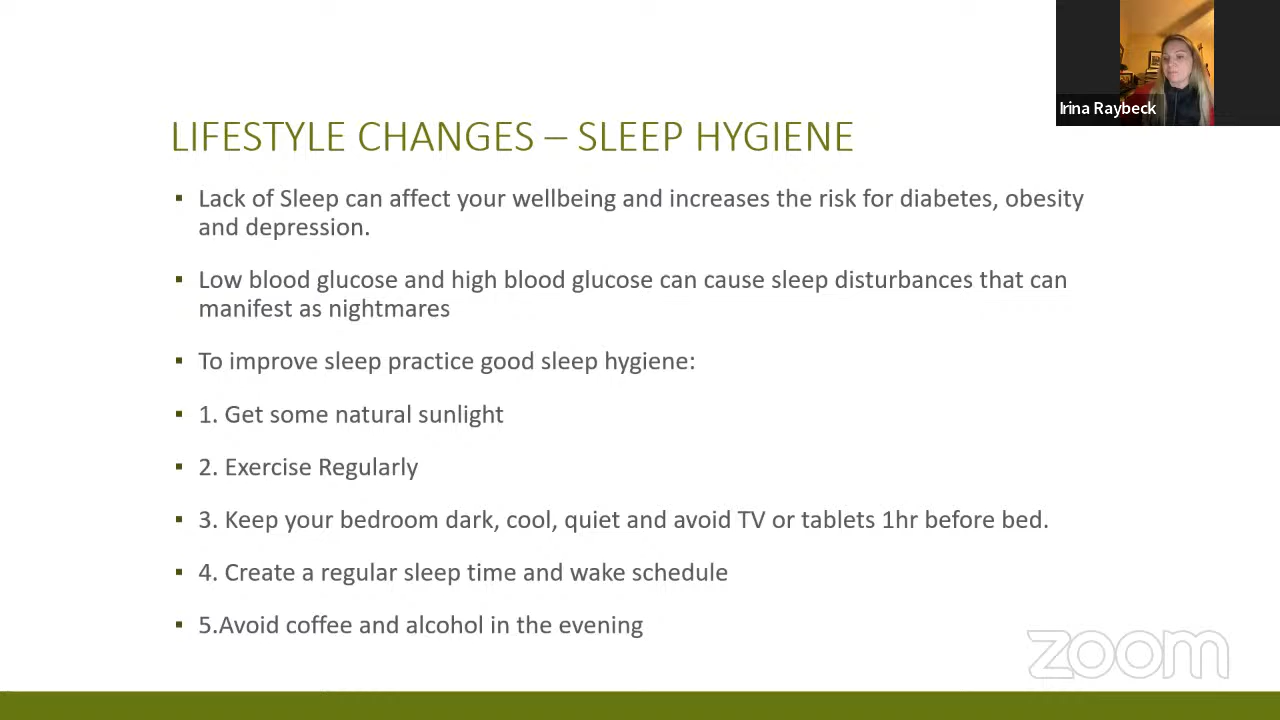 Irina Raybeck
LIFESTYLE CHANGES – SLEEP HYGIENE
▪ Lack of Sleep can affect your wellbeing and increases the risk for diabetes, obesity
and depression.
▪ Low blood glucose and high blood glucose can cause sleep disturbances that can
manifest as nightmares
▪ To improve sleep practice good sleep hygiene:
▪ 1. Get some natural sunlight
▪ 2. Exercise Regularly
▪ 3. Keep your bedroom dark, cool, quiet and avoid TV or tablets 1hr before bed.
▪ 4. Create a regular sleep time and wake schedule
▪ 5.Avoid coffee and alcohol in the evening
zoom